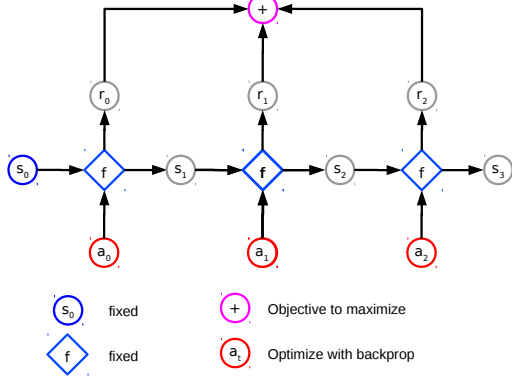 +
r₀ r₁ r₂
s₀ f s₁ f s₂ f s₃
a₀ a₁ a₂
s₀ fixed + Objective to maximize
f fixed aₜ Optimize with backprop